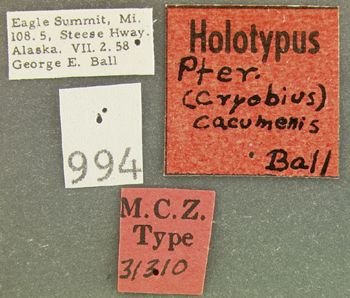 Eagle Summit, Mi.
108.5, Steese Hway.
Alaska. VII. 2. 58
George E. Ball
Holotypus
Pter.
(Cryobius)
cacumenis
Ball
994
M.C.Z.
Type
31310